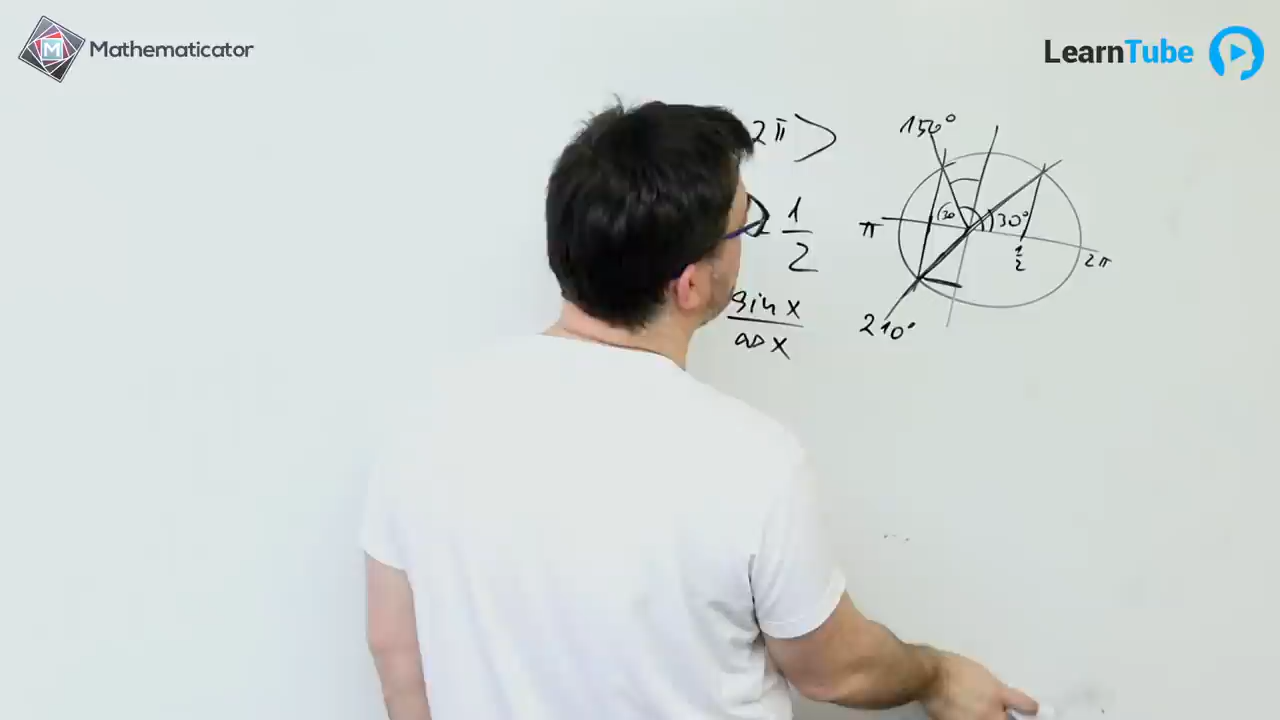 Mathematicator
LearnTube
2π >
1
2
sin x
cos x
150°
30
30°
π
1
2
2π
210°